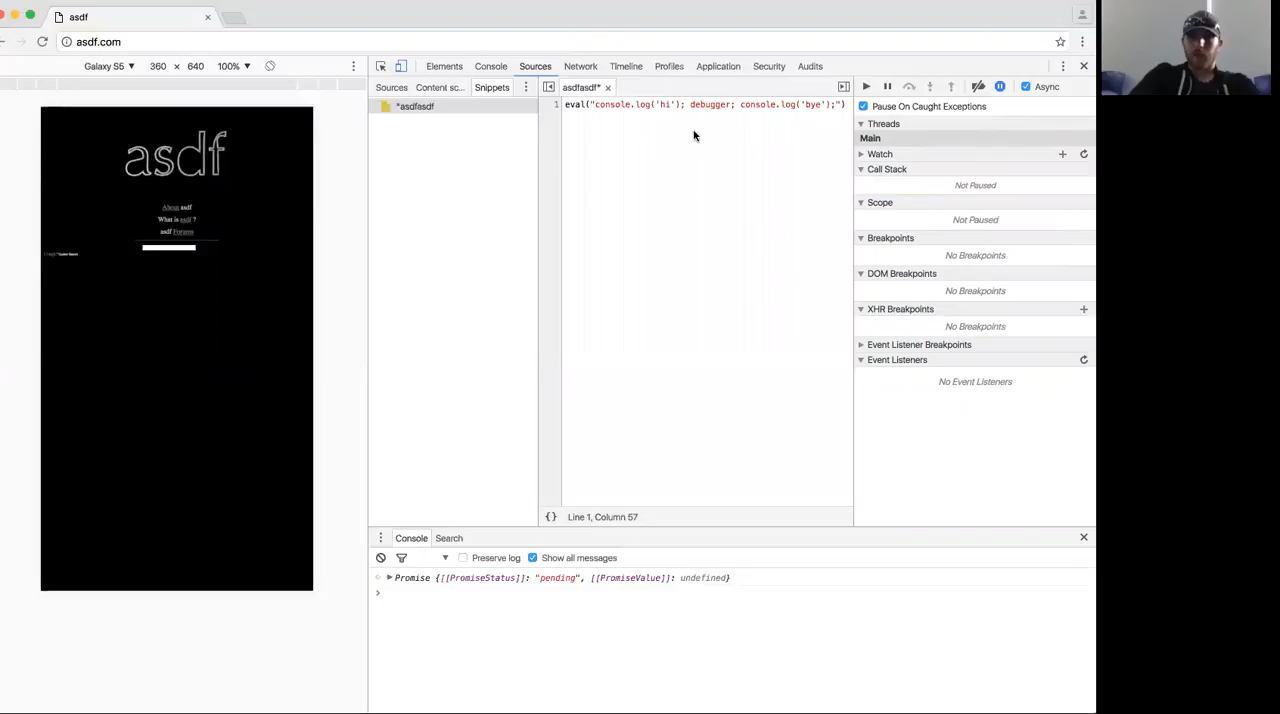 asdf
asdf.com
Galaxy S5 ▼ 360 × 640 100% ▼
asdf
About asdf
What is asdf ?
asdf Forums
Elements Console Sources Network Timeline Profiles Application Security Audits
Sources Content sc... Snippets
*asdfasdf
asdfasdf* ×
1 eval("console.log('hi'); debugger; console.log('bye');")
{} Line 1, Column 57
Async
Pause On Caught Exceptions
Threads
Main
Watch
Call Stack
Not Paused
Scope
Not Paused
Breakpoints
No Breakpoints
DOM Breakpoints
No Breakpoints
XHR Breakpoints
No Breakpoints
Event Listener Breakpoints
Event Listeners
No Event Listeners
Console Search
Preserve log Show all messages
Promise {[[PromiseStatus]]: "pending", [[PromiseValue]]: undefined}